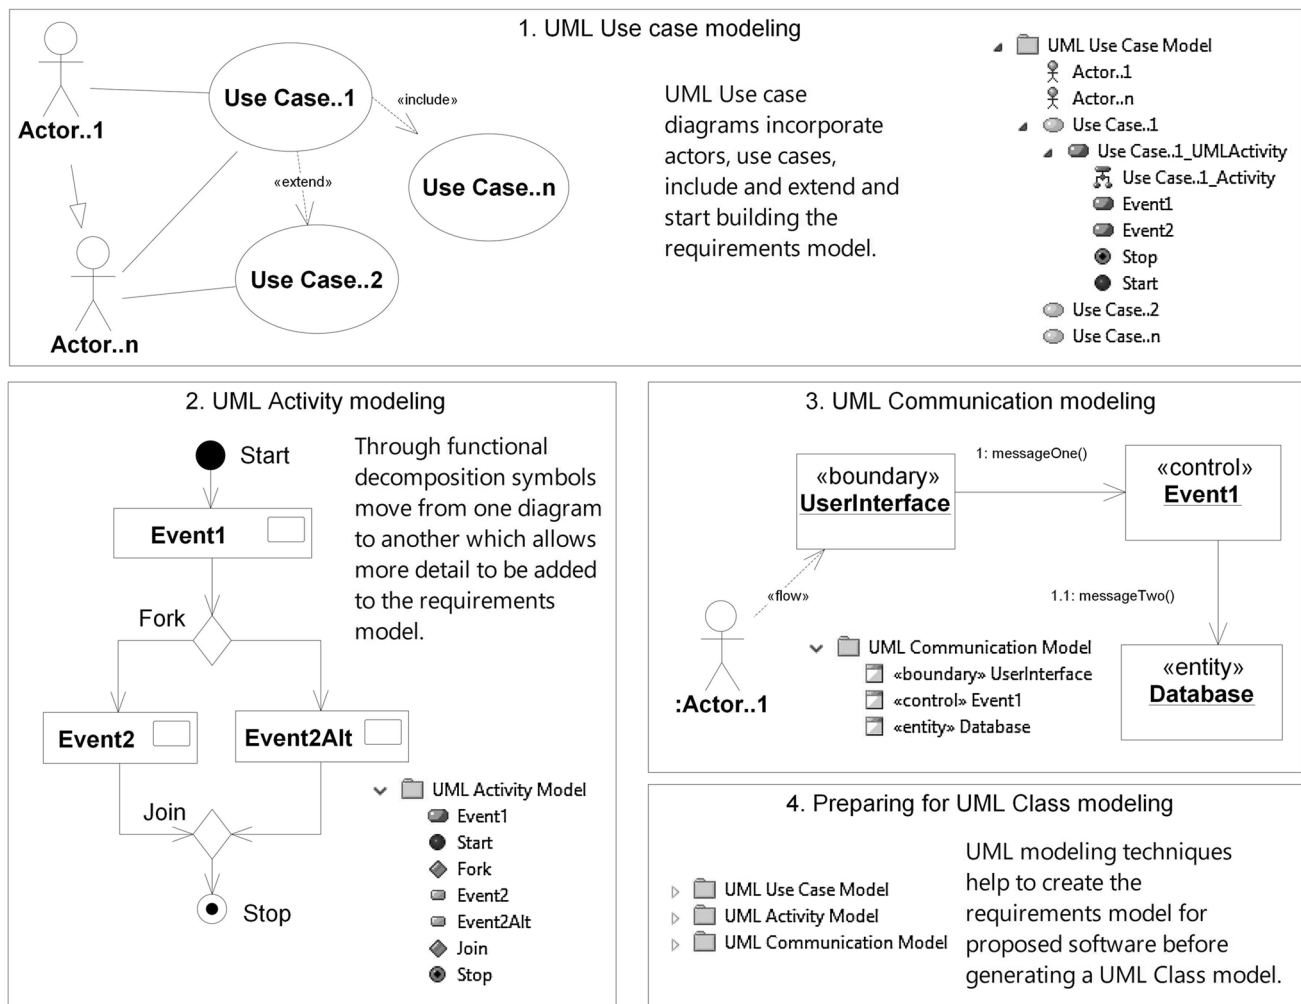 1. UML Use case modeling
Actor..1
Use Case..1
«include»
Use Case..n
«extend»
Use Case..2
Actor..n
UML Use case
diagrams incorporate
actors, use cases,
include and extend and
start building the
requirements model.
UML Use Case Model
Actor..1
Actor..n
Use Case..1
Use Case..1_UMLActivity
Use Case..1_Activity
Event1
Event2
Stop
Start
Use Case..2
Use Case..n
2. UML Activity modeling
Start
Event1
Fork
Event2
Event2Alt
Join
Stop
Through functional
decomposition symbols
move from one diagram
to another which allows
more detail to be added
to the requirements
model.
UML Activity Model
Event1
Start
Fork
Event2
Event2Alt
Join
Stop
3. UML Communication modeling
«boundary»
UserInterface
1: messageOne()
«control»
Event1
«flow»
1.1: messageTwo()
:Actor..1
«entity»
Database
UML Communication Model
«boundary» UserInterface
«control» Event1
«entity» Database
4. Preparing for UML Class modeling
UML Use Case Model
UML Activity Model
UML Communication Model
UML modeling techniques
help to create the
requirements model for
proposed software before
generating a UML Class model.